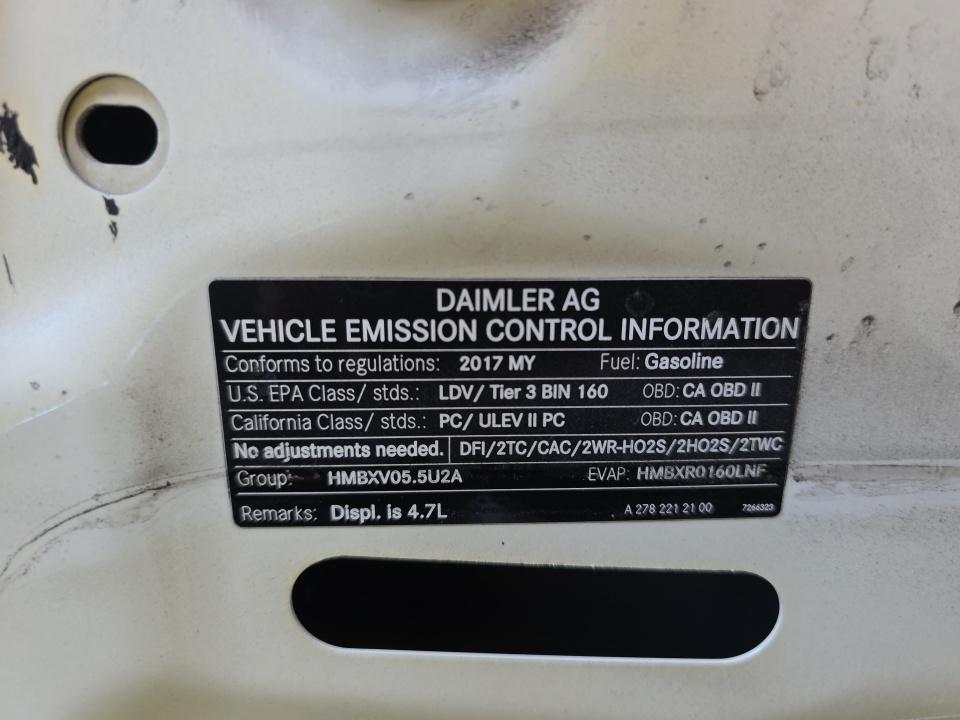 DAIMLER AG
VEHICLE EMISSION CONTROL INFORMATION
Conforms to regulations: 2017 MY Fuel: Gasoline
U.S. EPA Class/ stds.: LDV/ Tier 3 BIN 160 OBD: CA OBD II
California Class/ stds.: PC/ ULEV II PC OBD: CA OBD II
No adjustments needed. DFI/2TC/CAC/2WR-HO2S/2HO2S/2TWC
Group: HMBXV05.5U2A EVAP: HMBXR0160LNF
Remarks: Displ. is 4.7L A 278 221 21 00 7266323